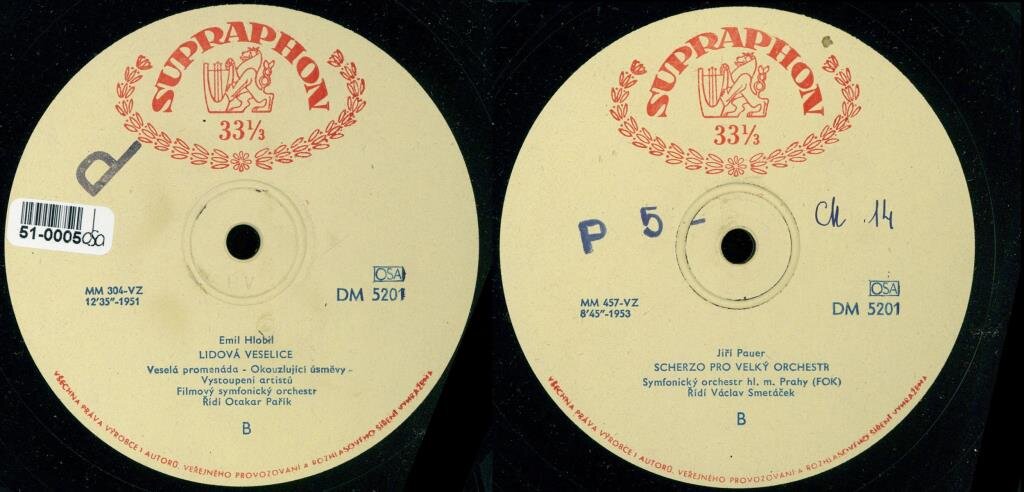 SUPRAPHON
33⅓
P
51-0005
OSA
MM 304-VZ
12'35"-1951
DM 5201
Emil Hlobil
LIDOVÁ VESELICE
Veselá promenáda - Okouzlující úsměvy -
Vystoupení artistů
Filmový symfonický orchestr
Řídí Otakar Pařík
B
VŠECHNA PRÁVA VÝROBCE I AUTORŮ, VEŘEJNÉHO PROVOZOVÁNÍ A ROZHLASOVÉHO ŠÍŘENÍ VYHRAŽENA
SUPRAPHON
33⅓
P 5 -
Ch 14
OSA
MM 457-VZ
8'45"-1953
DM 5201
Jiří Pauer
SCHERZO PRO VELKÝ ORCHESTR
Symfonický orchestr hl. m. Prahy (FOK)
Řídí Václav Smetáček
B
VŠECHNA PRÁVA VÝROBCE I AUTORŮ, VEŘEJNÉHO PROVOZOVÁNÍ A ROZHLASOVÉHO ŠÍŘENÍ VYHRAŽENA